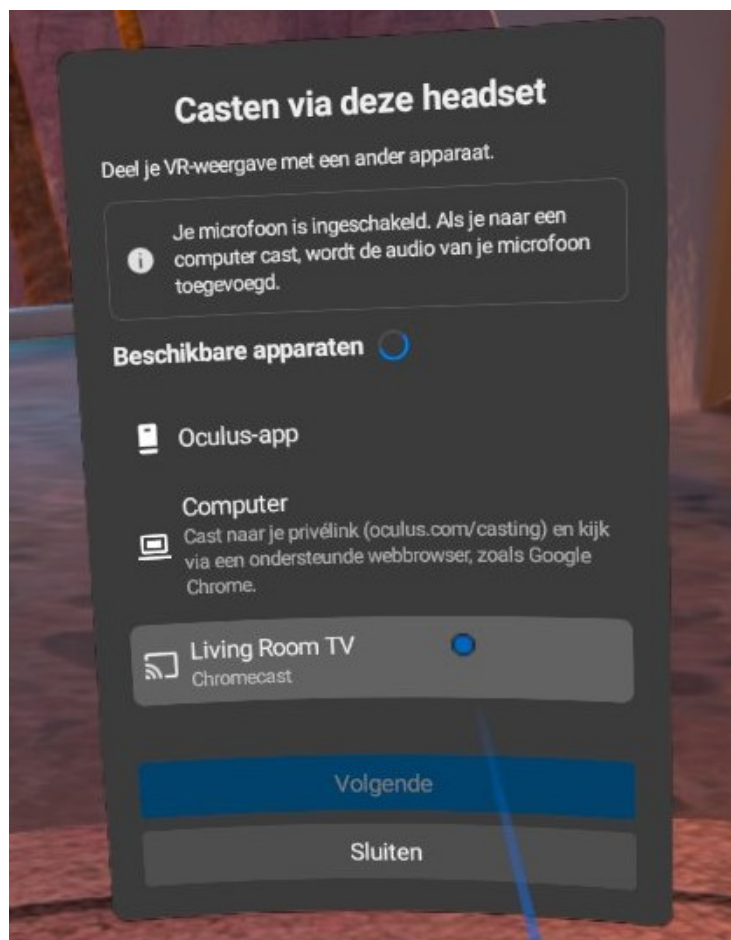 Casten via deze headset
Deel je VR-weergave met een ander apparaat.
Je microfoon is ingeschakeld. Als je naar een
computer cast, wordt de audio van je microfoon
toegevoegd.
Beschikbare apparaten
Oculus-app
Computer
Cast naar je privélink (oculus.com/casting) en kijk
via een ondersteunde webbrowser, zoals Google
Chrome.
Living Room TV
Chromecast
Volgende
Sluiten